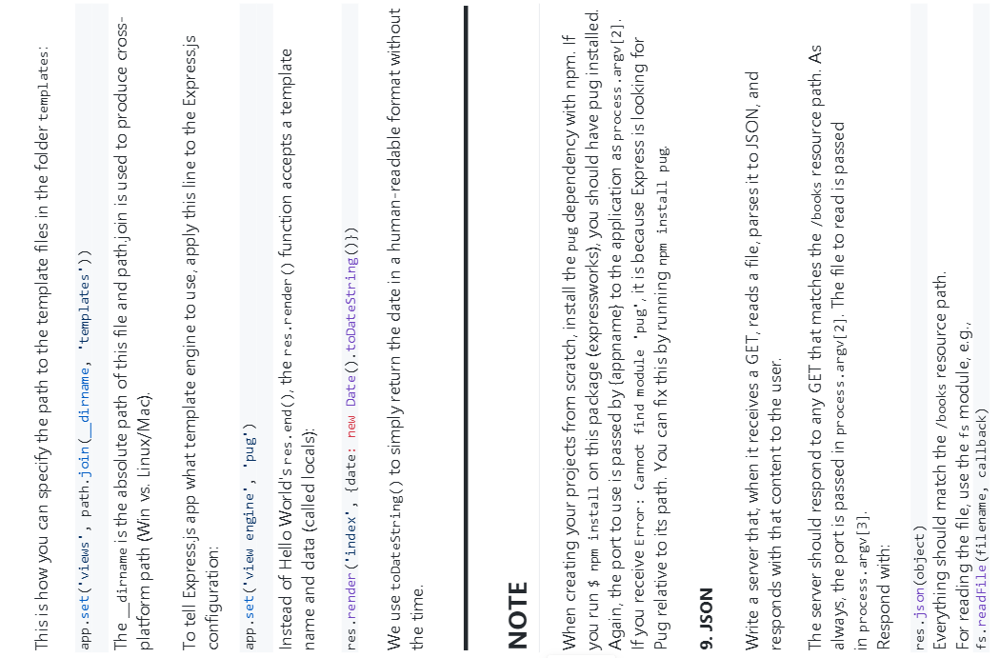 This is how you can specify the path to the template files in the folder templates:
app.set('views', path.join(__dirname, 'templates'))
The __dirname is the absolute path of this file and path.join is used to produce cross-
platform path (Win vs. Linux/Mac).
To tell Express.js app what template engine to use, apply this line to the Express.js
configuration:
app.set('view engine', 'pug')
Instead of Hello World's res.end(), the res.render() function accepts a template
name and data (called locals):
res.render('index', {date: new Date().toDateString()})
We use toDateString() to simply return the date in a human-readable format without
the time.
NOTE
When creating your projects from scratch, install the pug dependency with npm. If
you run $ npm install on this package (expressworks), you should have pug installed.
Again, the port to use is passed by {appname} to the application as process.argv[2].
If you receive Error: Cannot find module 'pug', it is because Express is looking for
Pug relative to its path. You can fix this by running npm install pug.
9. JSON
Write a server that, when it receives a GET, reads a file, parses it to JSON, and
responds with that content to the user.
The server should respond to any GET that matches the /books resource path. As
always, the port is passed in process.argv[2]. The file to read is passed
in process.argv[3].
Respond with:
res.json(object)
Everything should match the /books resource path.
For reading the file, use the fs module, e.g.,
fs.readFile(filename, callback)